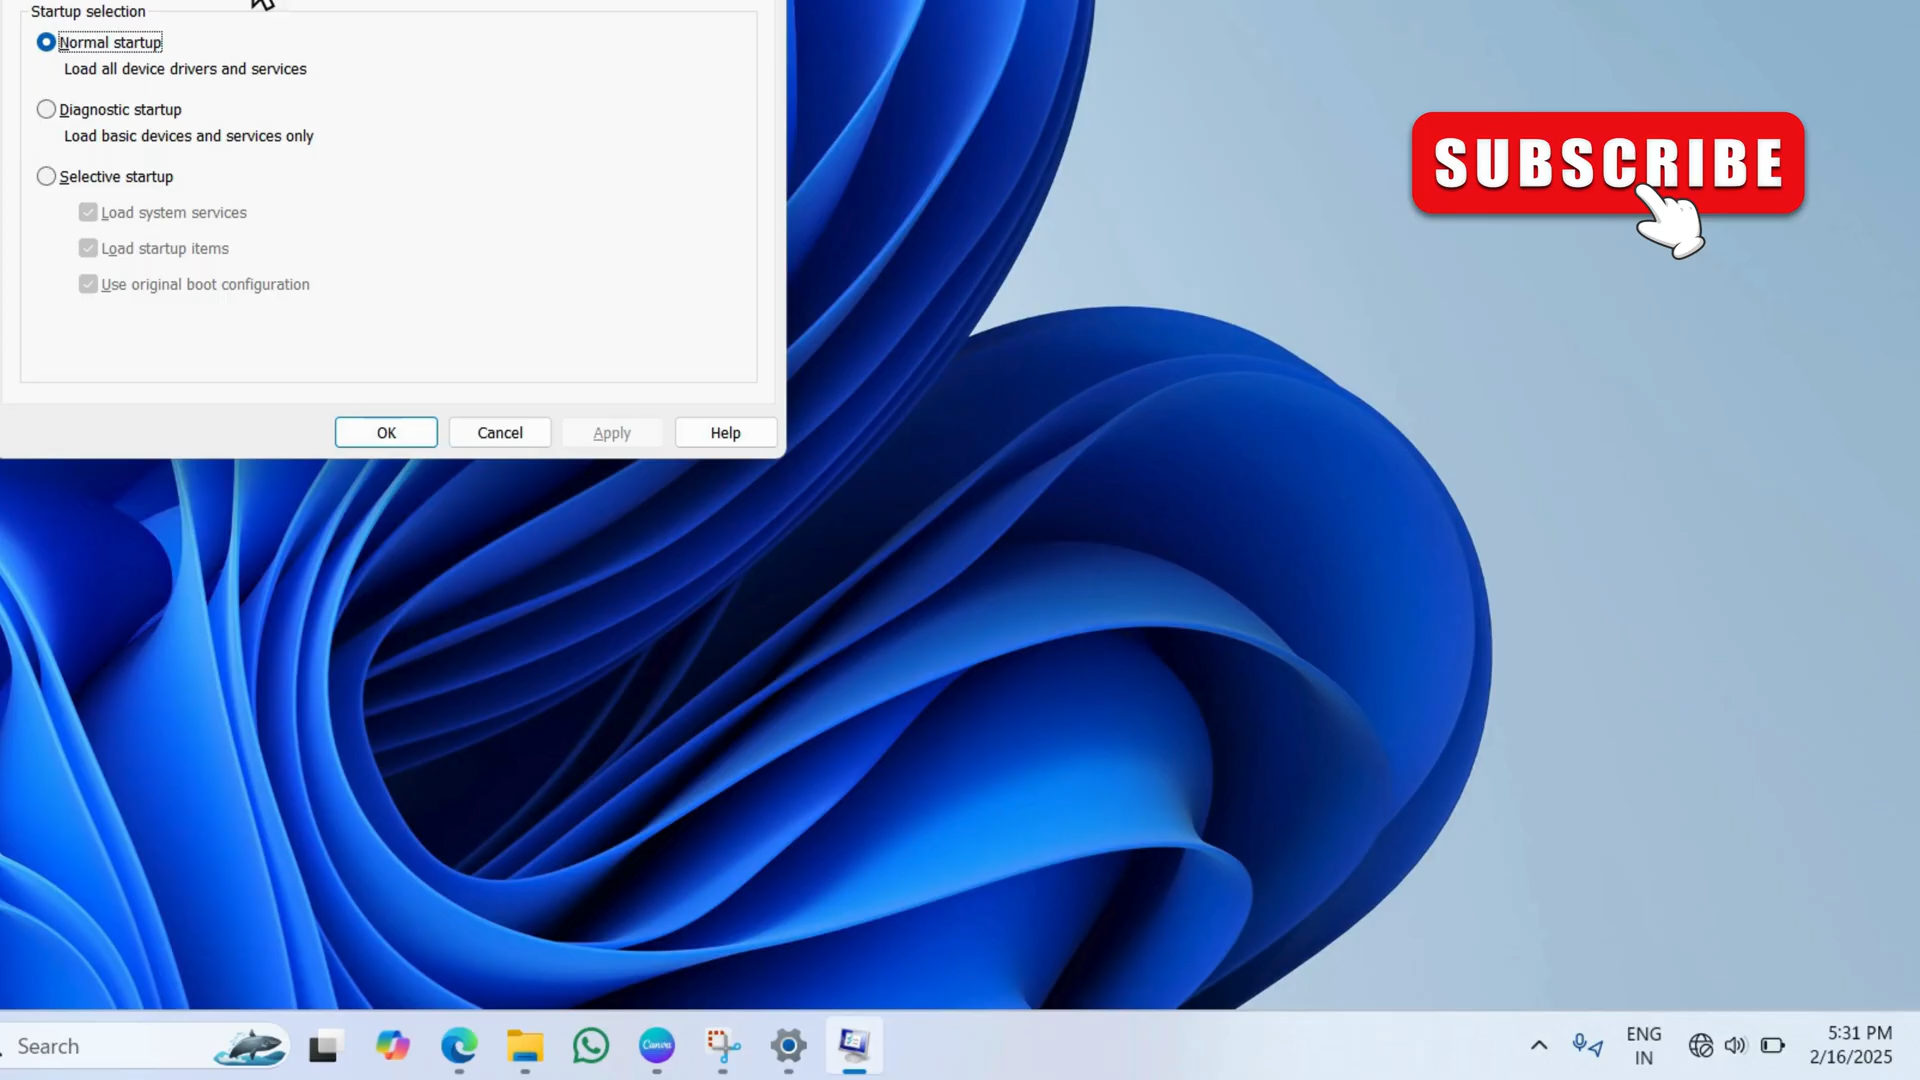 Startup selection
Normal startup
Load all device drivers and services
Diagnostic startup
Load basic devices and services only
Selective startup
Load system services
Load startup items
Use original boot configuration
OK
Cancel
Apply
Help
SUBSCRIBE
Search
Canva
ENG
IN
5:31 PM
2/16/2025